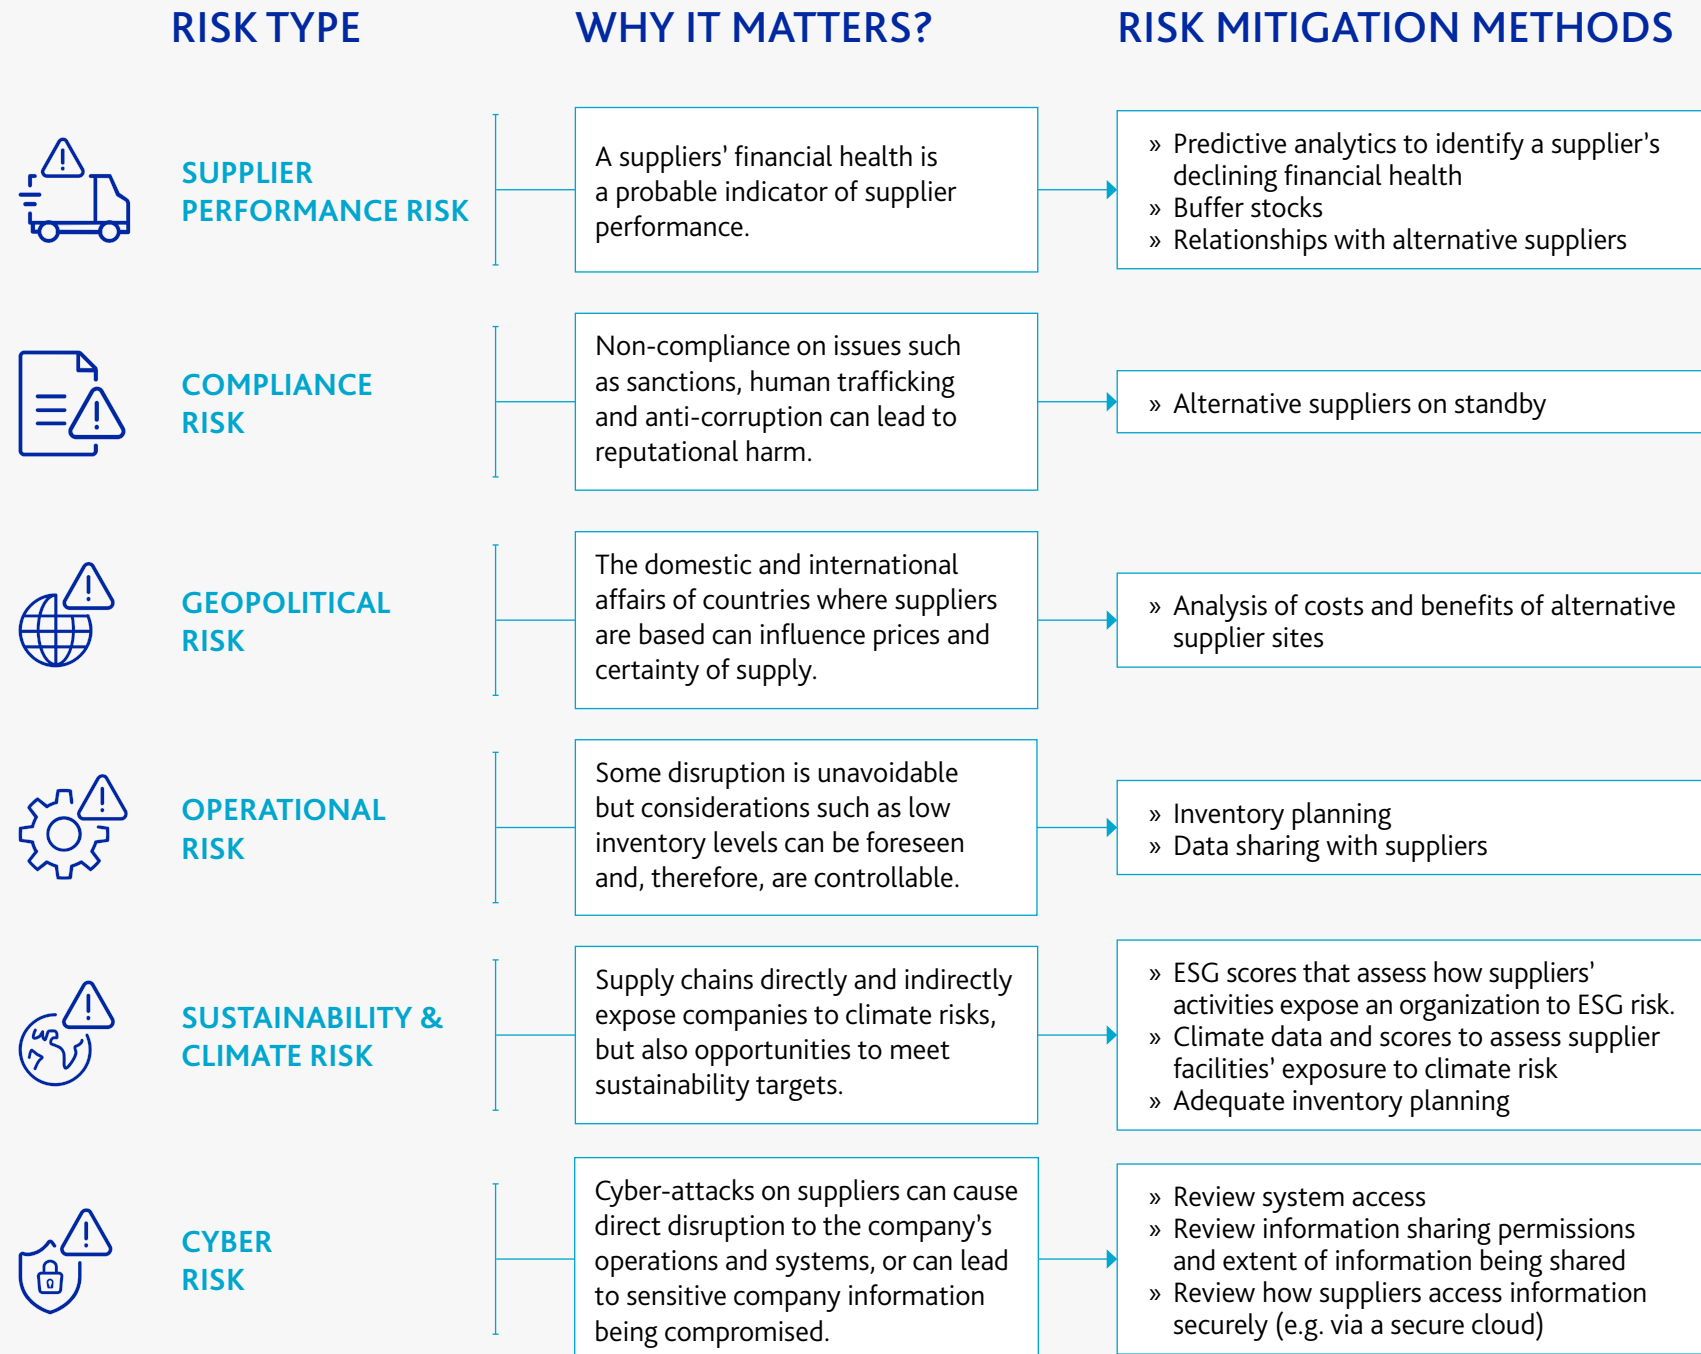 RISK TYPE
WHY IT MATTERS?
RISK MITIGATION METHODS
SUPPLIER
PERFORMANCE RISK
A suppliers’ financial health is
a probable indicator of supplier
performance.
» Predictive analytics to identify a supplier’s
declining financial health
» Buffer stocks
» Relationships with alternative suppliers
COMPLIANCE
RISK
Non-compliance on issues such
as sanctions, human trafficking
and anti-corruption can lead to
reputational harm.
» Alternative suppliers on standby
GEOPOLITICAL
RISK
The domestic and international
affairs of countries where suppliers
are based can influence prices and
certainty of supply.
» Analysis of costs and benefits of alternative
supplier sites
OPERATIONAL
RISK
Some disruption is unavoidable
but considerations such as low
inventory levels can be foreseen
and, therefore, are controllable.
» Inventory planning
» Data sharing with suppliers
SUSTAINABILITY &
CLIMATE RISK
Supply chains directly and indirectly
expose companies to climate risks,
but also opportunities to meet
sustainability targets.
» ESG scores that assess how suppliers’
activities expose an organization to ESG risk.
» Climate data and scores to assess supplier
facilities’ exposure to climate risk
» Adequate inventory planning
CYBER
RISK
Cyber-attacks on suppliers can cause
direct disruption to the company’s
operations and systems, or can lead
to sensitive company information
being compromised.
» Review system access
» Review information sharing permissions
and extent of information being shared
» Review how suppliers access information
securely (e.g. via a secure cloud)